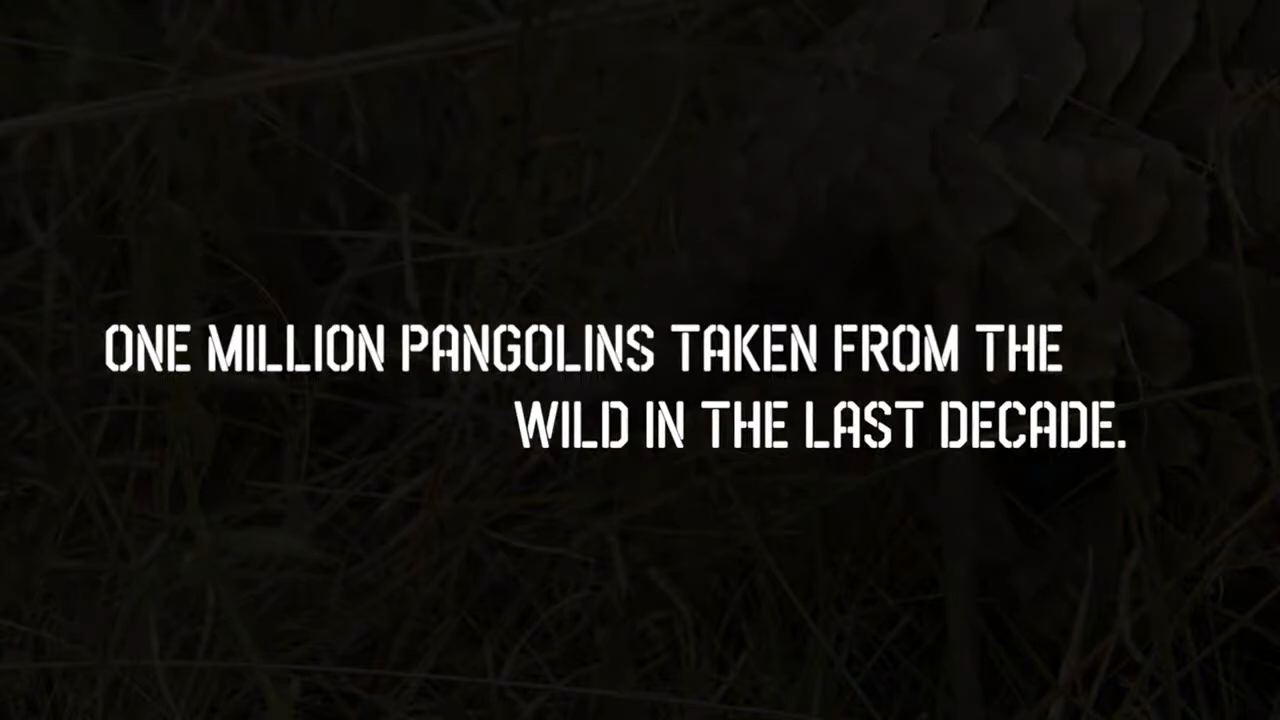 ONE MILLION PANGOLINS TAKEN FROM THE
WILD IN THE LAST DECADE.